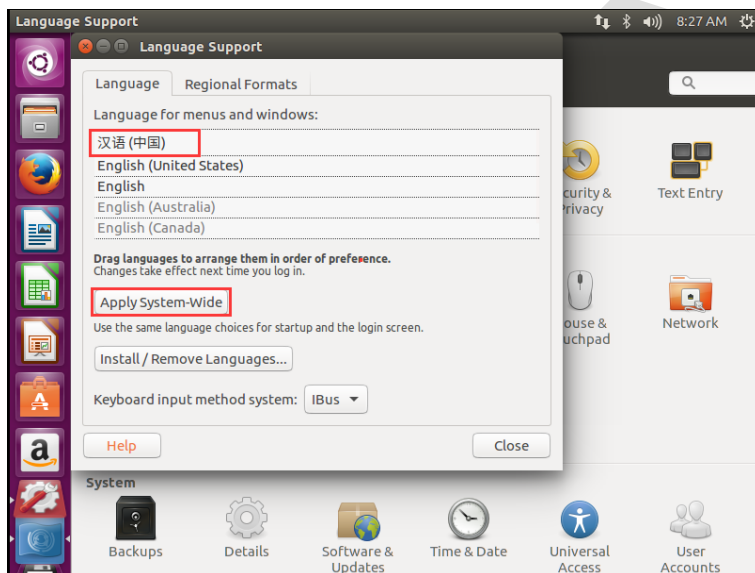 Language Support
8:27 AM
Language Support
Language Regional Formats
Language for menus and windows:
汉语 (中国)
English (United States)
English
English (Australia)
English (Canada)
Drag languages to arrange them in order of preference.
Changes take effect next time you log in.
Apply System-Wide
Use the same language choices for startup and the login screen.
Install / Remove Languages...
Keyboard input method system: IBus
Help Close
curity & Privacy
Text Entry
ouse & uchpad
Network
System
Backups
Details
Software & Updates
Time & Date
Universal Access
User Accounts